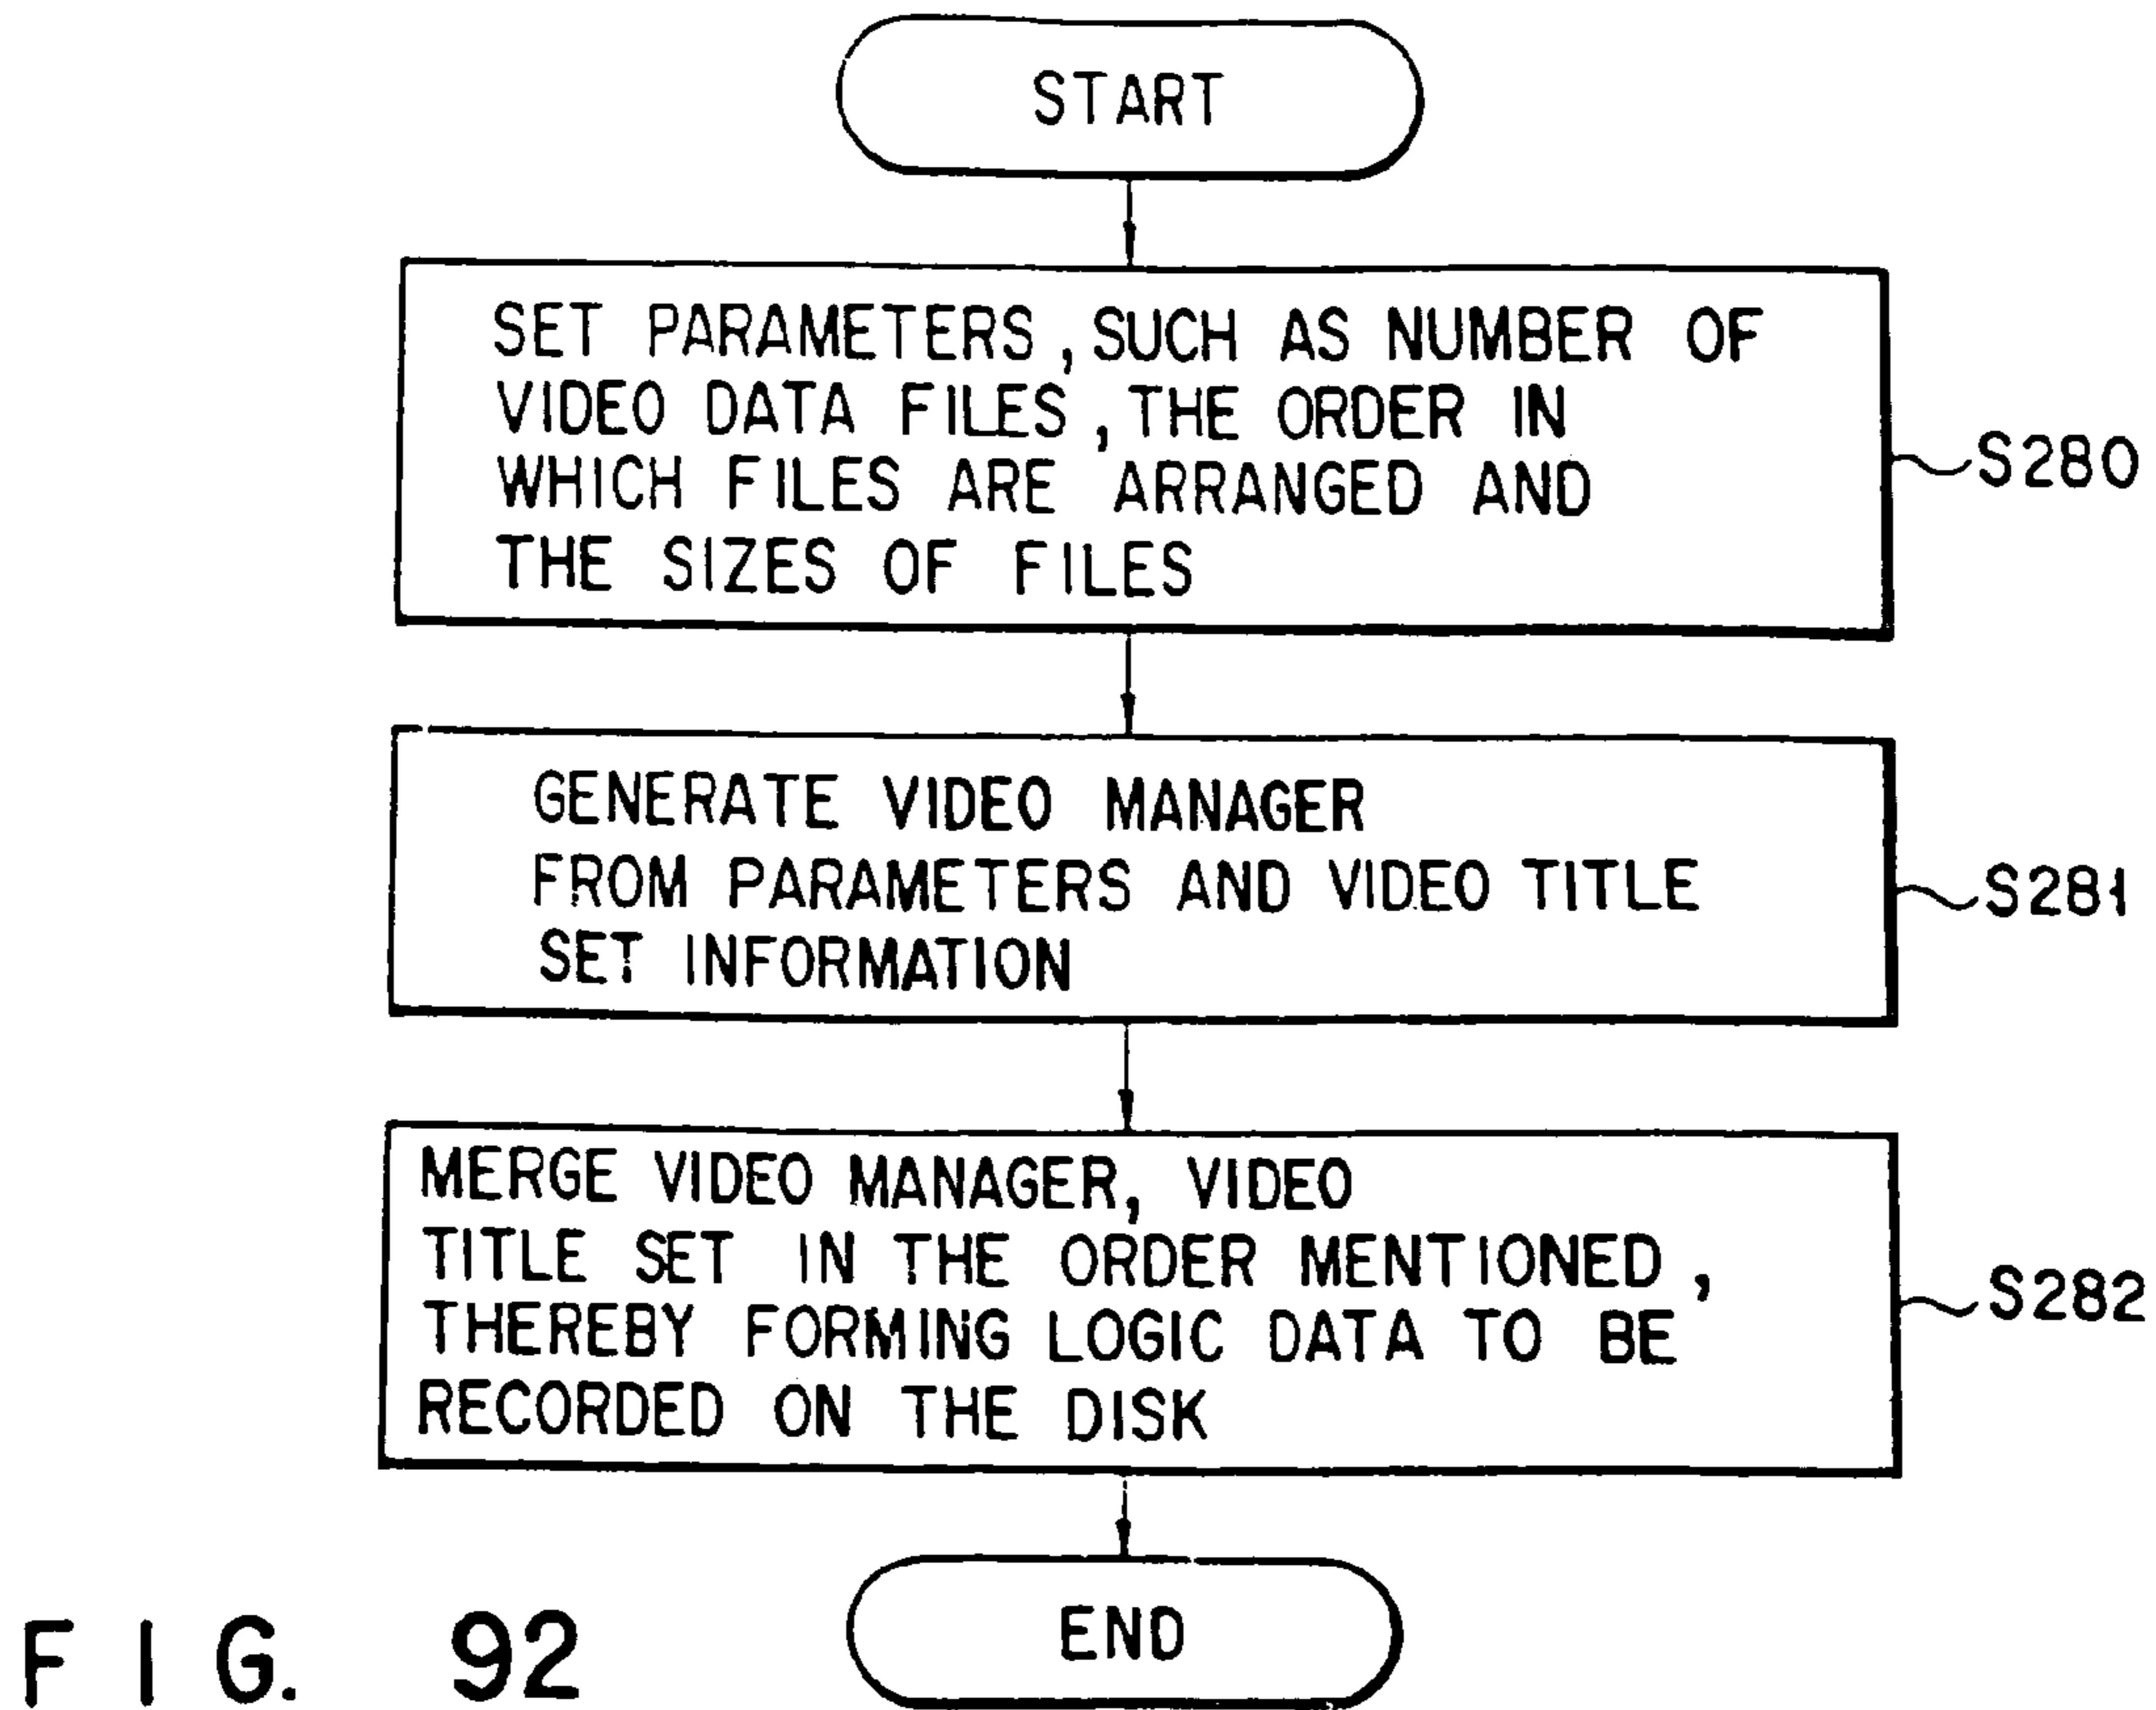 START
SET PARAMETERS, SUCH AS NUMBER OF
VIDEO DATA FILES, THE ORDER IN
WHICH FILES ARE ARRANGED AND
THE SIZES OF FILES
S280
GENERATE VIDEO MANAGER
FROM PARAMETERS AND VIDEO TITLE
SET INFORMATION
S281
MERGE VIDEO MANAGER, VIDEO
TITLE SET IN THE ORDER MENTIONED,
THEREBY FORMING LOGIC DATA TO BE
RECORDED ON THE DISK
S282
END
FIG. 92